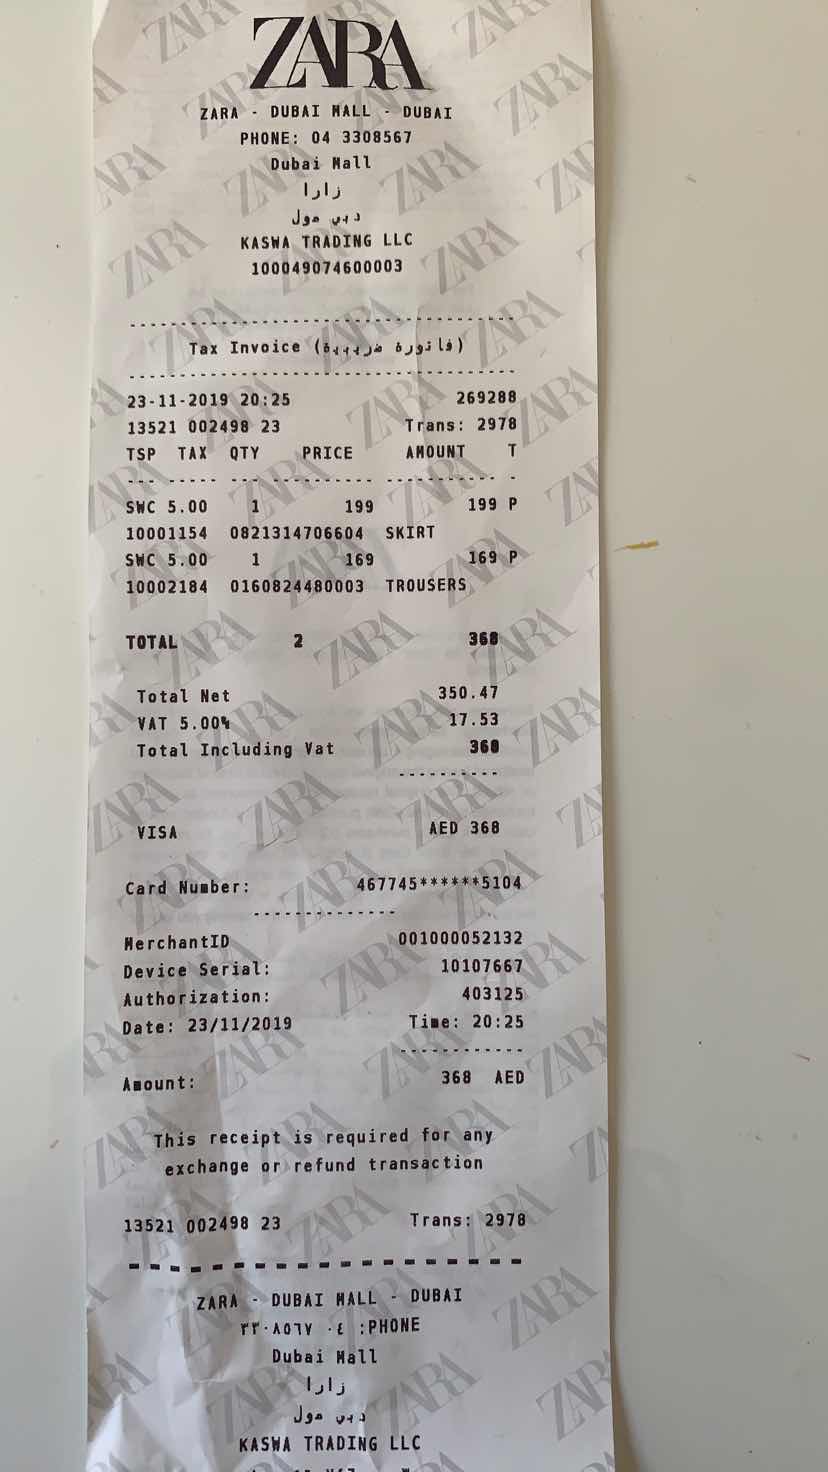 ZARA
ZARA - DUBAI MALL - DUBAI
PHONE: 04 3308567
Dubai Mall
زارا
دبي مول
KASWA TRADING LLC
100049074600003
Tax Invoice (فاتورة ضريبية)
23-11-2019 20:25 269288
13521 002498 23 Trans: 2978
TSP TAX QTY PRICE AMOUNT T
SWC 5.00 1 199 199 P
10001154 0821314706604 SKIRT
SWC 5.00 1 169 169 P
10002184 0160824480003 TROUSERS
TOTAL 2 368
Total Net 350.47
VAT 5.00% 17.53
Total Including Vat 368
VISA AED 368
Card Number: 467745******5104
MerchantID 001000052132
Device Serial: 10107667
Authorization: 403125
Date: 23/11/2019 Time: 20:25
Amount: 368 AED
This receipt is required for any
exchange or refund transaction
13521 002498 23 Trans: 2978
ZARA - DUBAI MALL - DUBAI
٣٣٠٨٥٦٧ ٠٤ :PHONE
Dubai Mall
زارا
دبي مول
KASWA TRADING LLC